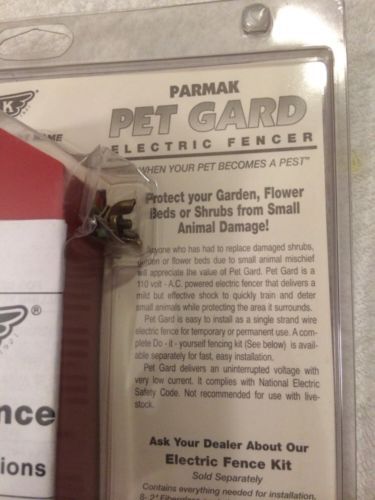 PARMAK
PET GARD
ELECTRIC FENCER
"WHEN YOUR PET BECOMES A PEST"™
Protect your Garden, Flower
Beds or Shrubs from Small
Animal Damage!
Anyone who has had to replace damaged shrubs,
garden or flower beds due to small animal mischief
will appreciate the value of Pet Gard. Pet Gard is a
110 volt - A.C. powered electric fencer that delivers a
mild but effective shock to quickly train and deter
small animals while protecting the area it surrounds.
Pet Gard is easy to install as a single strand wire
electric fence for temporary or permanent use. A com-
plete Do - it - yourself fencing kit (See below) is avail-
able separately for fast, easy installation.
Pet Gard delivers an uninterrupted voltage with
very low current. It complies with National Electric
Safety Code. Not recommended for use with live-
stock.
Ask Your Dealer About Our
Electric Fence Kit
Sold Separately
Contains everything needed for installation.
K
®
NAME
®
nce
ions